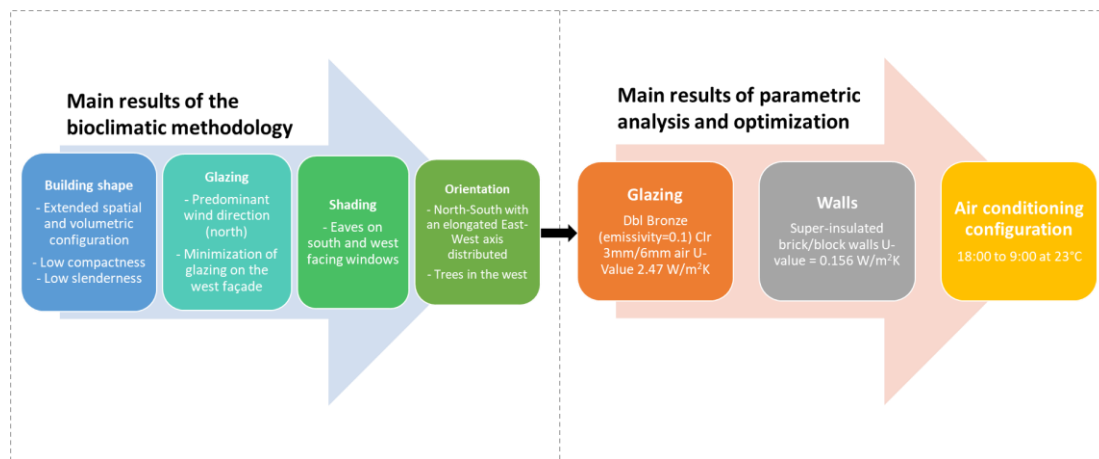 Main results of the
bioclimatic methodology
Building shape
- Extended spatial
and volumetric
configuration
- Low compactness
- Low slenderness
Glazing
- Predominant
wind direction
(north)
- Minimization of
glazing on the
west façade
Shading
- Eaves on
south and west
facing windows
Orientation
- North-South with
an elongated East-
West axis
distributed
- Trees in the west
Main results of parametric
analysis and optimization
Glazing
Dbl Bronze
(emissivity=0.1) Clr
3mm/6mm air U-
Value 2.47 W/m²K
Walls
Super-insulated
brick/block walls U-
value = 0.156 W/m²K
Air conditioning
configuration
18:00 to 9:00 at 23°C